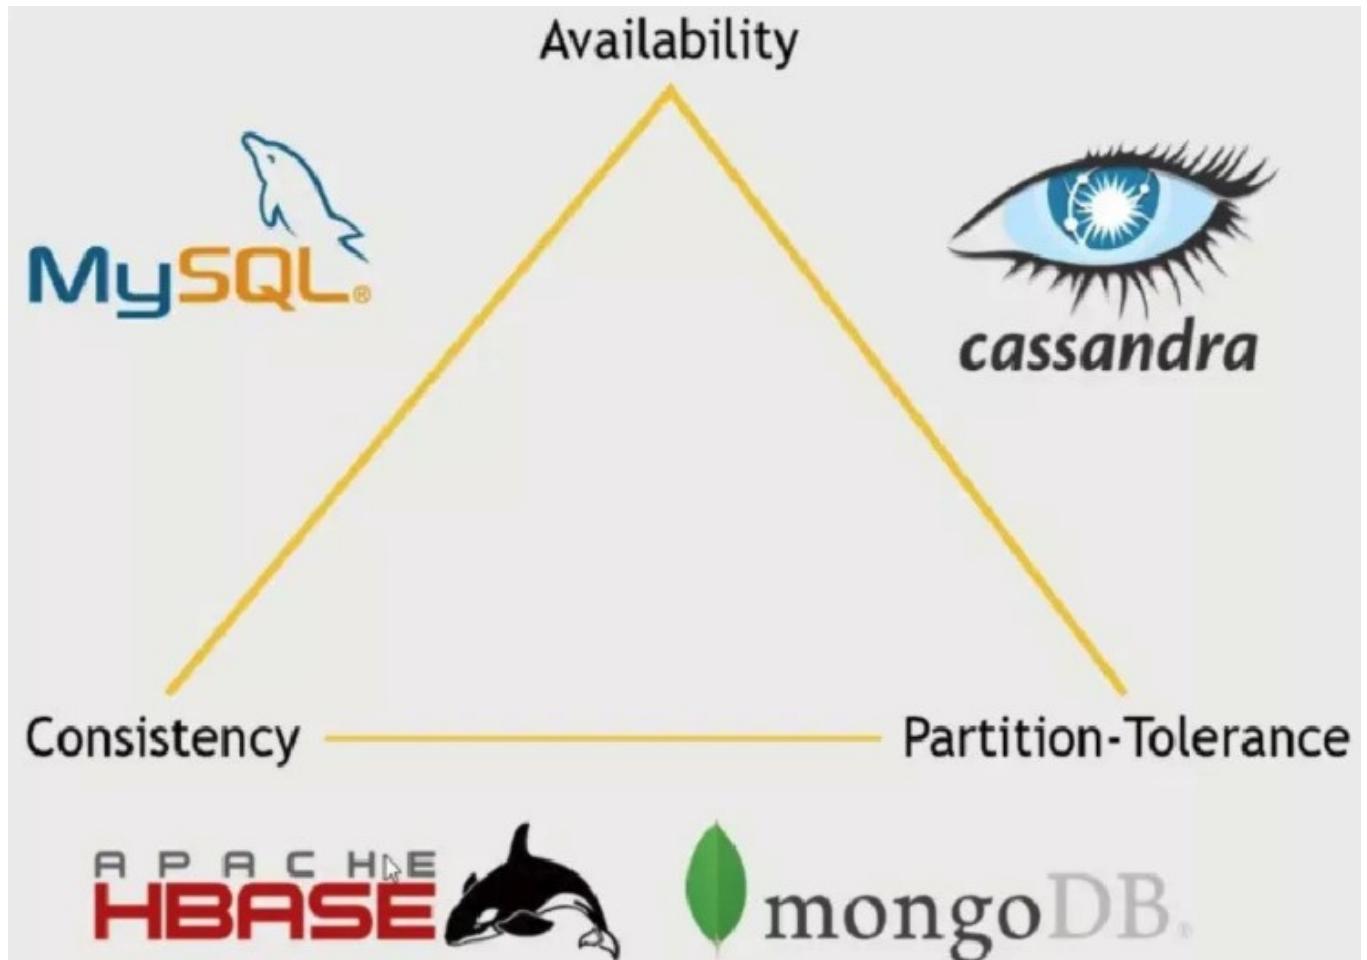 Availability
MySQL®
cassandra
Consistency
Partition-Tolerance
APACHE
HBASE
mongoDB®